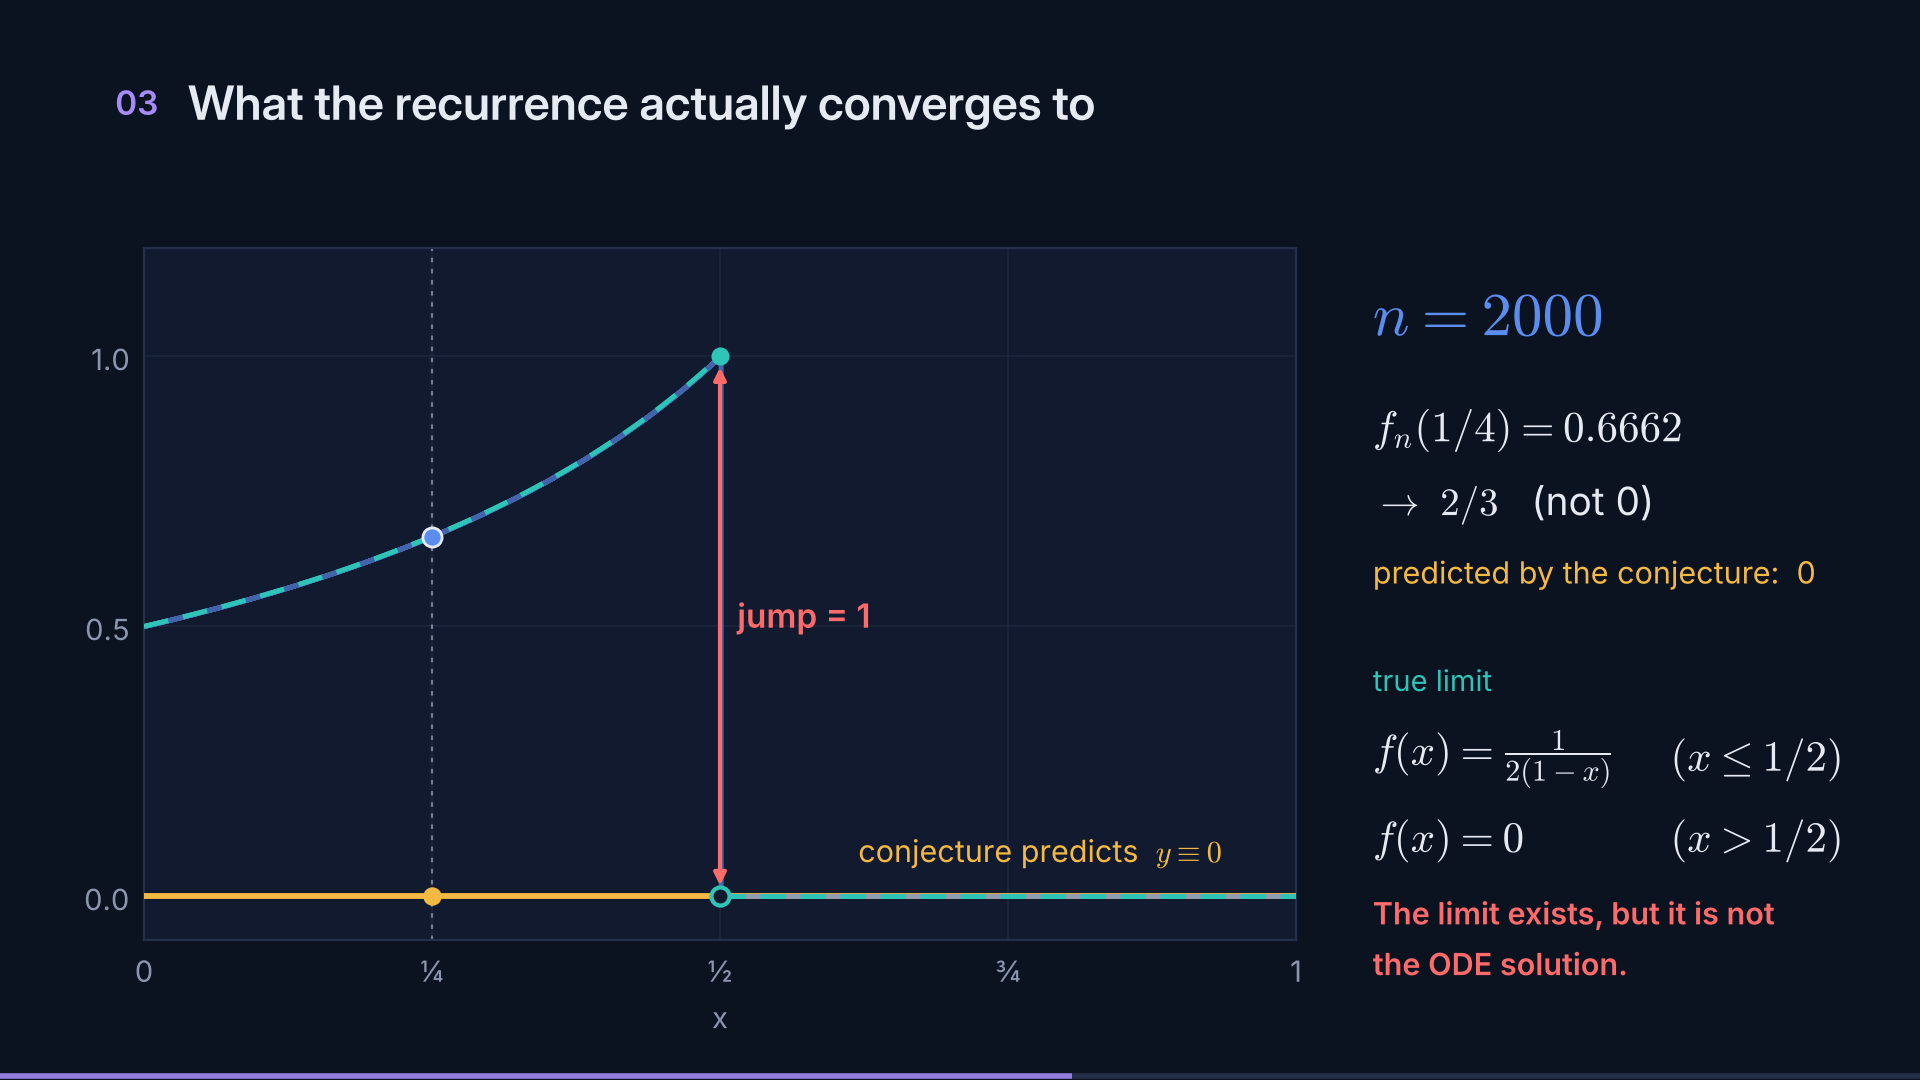 03 What the recurrence actually converges to
1.0
0.5
0.0
0 ¼ ½ ¾ 1
x
jump = 1
conjecture predicts y ≡ 0
n = 2000
fₙ(1/4) = 0.6662
→ 2/3 (not 0)
predicted by the conjecture: 0
true limit
f(x) = 1/(2(1 − x)) (x ≤ 1/2)
f(x) = 0 (x > 1/2)
The limit exists, but it is not
the ODE solution.